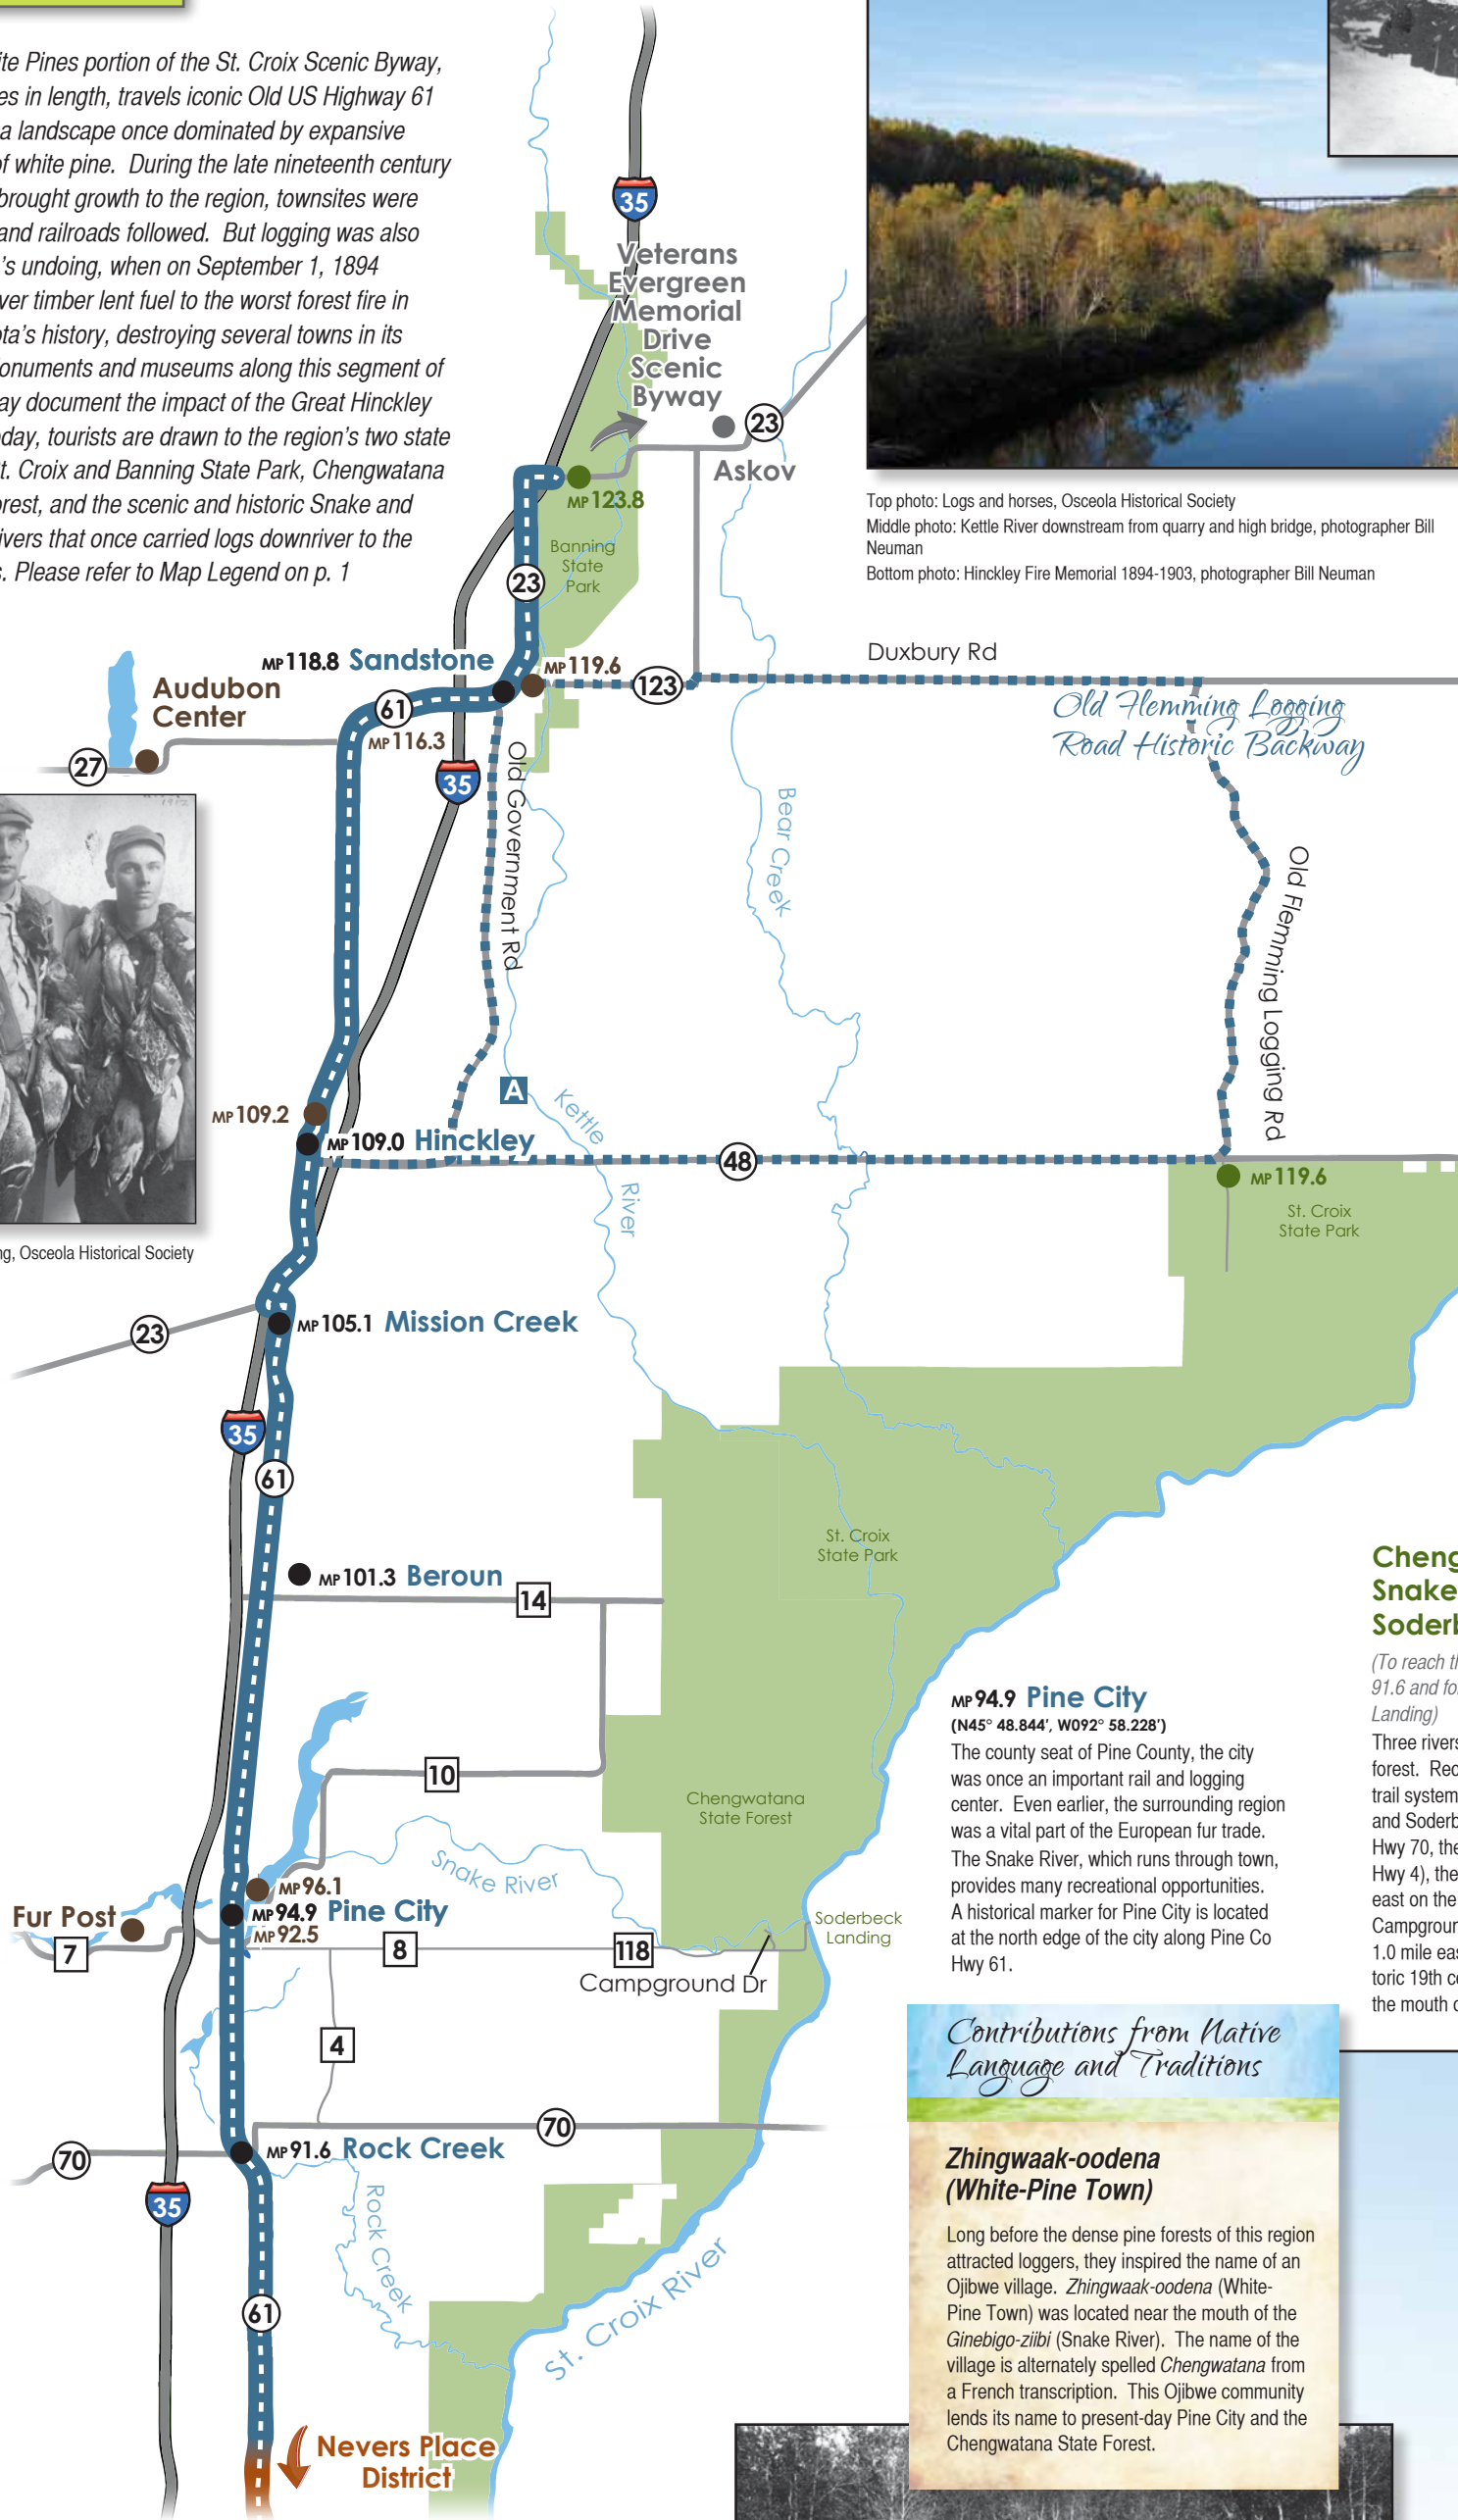 ite Pines portion of the St. Croix Scenic Byway,
es in length, travels iconic Old US Highway 61
a landscape once dominated by expansive
of white pine.  During the late nineteenth century
brought growth to the region, townsites were
and railroads followed.  But logging was also
's undoing, when on September 1, 1894
ver timber lent fuel to the worst forest fire in
ota's history, destroying several towns in its
onuments and museums along this segment of
ay document the impact of the Great Hinckley
oday, tourists are drawn to the region's two state
t. Croix and Banning State Park, Chengwatana
orest, and the scenic and historic Snake and
ivers that once carried logs downriver to the
s. Please refer to Map Legend on p. 1
35
Veterans
Evergreen
Memorial
Drive
Scenic
Byway
23
Askov
MP 123.8
Banning
State
Park
23
Top photo: Logs and horses, Osceola Historical Society
Middle photo: Kettle River downstream from quarry and high bridge, photographer Bill
Neuman
Bottom photo: Hinckley Fire Memorial 1894-1903, photographer Bill Neuman
MP 118.8 Sandstone
MP 119.6
123
Duxbury Rd
Old Flemming Logging
Road Historic Backway
Audubon
Center
61
MP 116.3
27
35
Old Government Rd
Bear Creek
Old Flemming Logging Rd
1912
A
Kettle
River
MP 109.2
MP 109.0 Hinckley
48
MP 119.6
St. Croix
State Park
ng, Osceola Historical Society
23
MP 105.1 Mission Creek
35
61
St. Croix
State Park
MP 101.3 Beroun
14
10
Chengwatana
State Forest
Snake River
MP 96.1
MP 94.9 Pine City
MP 92.5
Fur Post
7
8
118
Soderbeck
Landing
Campground Dr
4
70
70
MP 91.6 Rock Creek
35
Rock Creek
61
St. Croix River
Nevers Place
District
MP 94.9 Pine City
(N45° 48.844', W092° 58.228')
The county seat of Pine County, the city
was once an important rail and logging
center.  Even earlier, the surrounding region
was a vital part of the European fur trade.
The Snake River, which runs through town,
provides many recreational opportunities.
A historical marker for Pine City is located
at the north edge of the city along Pine Co
Hwy 61.
Cheng
Snake
Soderb
(To reach th
91.6 and fo
Landing)
Three rivers
forest.  Rec
trail system
and Soderb
Hwy 70, the
Hwy 4), the
east on the
Campgroun
1.0 mile eas
toric 19th ce
the mouth o
Contributions from Native
Language and Traditions
Zhingwaak-oodena
(White-Pine Town)
Long before the dense pine forests of this region
attracted loggers, they inspired the name of an
Ojibwe village.  Zhingwaak-oodena (White-
Pine Town) was located near the mouth of the
Ginebigo-ziibi (Snake River).  The name of the
village is alternately spelled Chengwatana from
a French transcription.  This Ojibwe community
lends its name to present-day Pine City and the
Chengwatana State Forest.